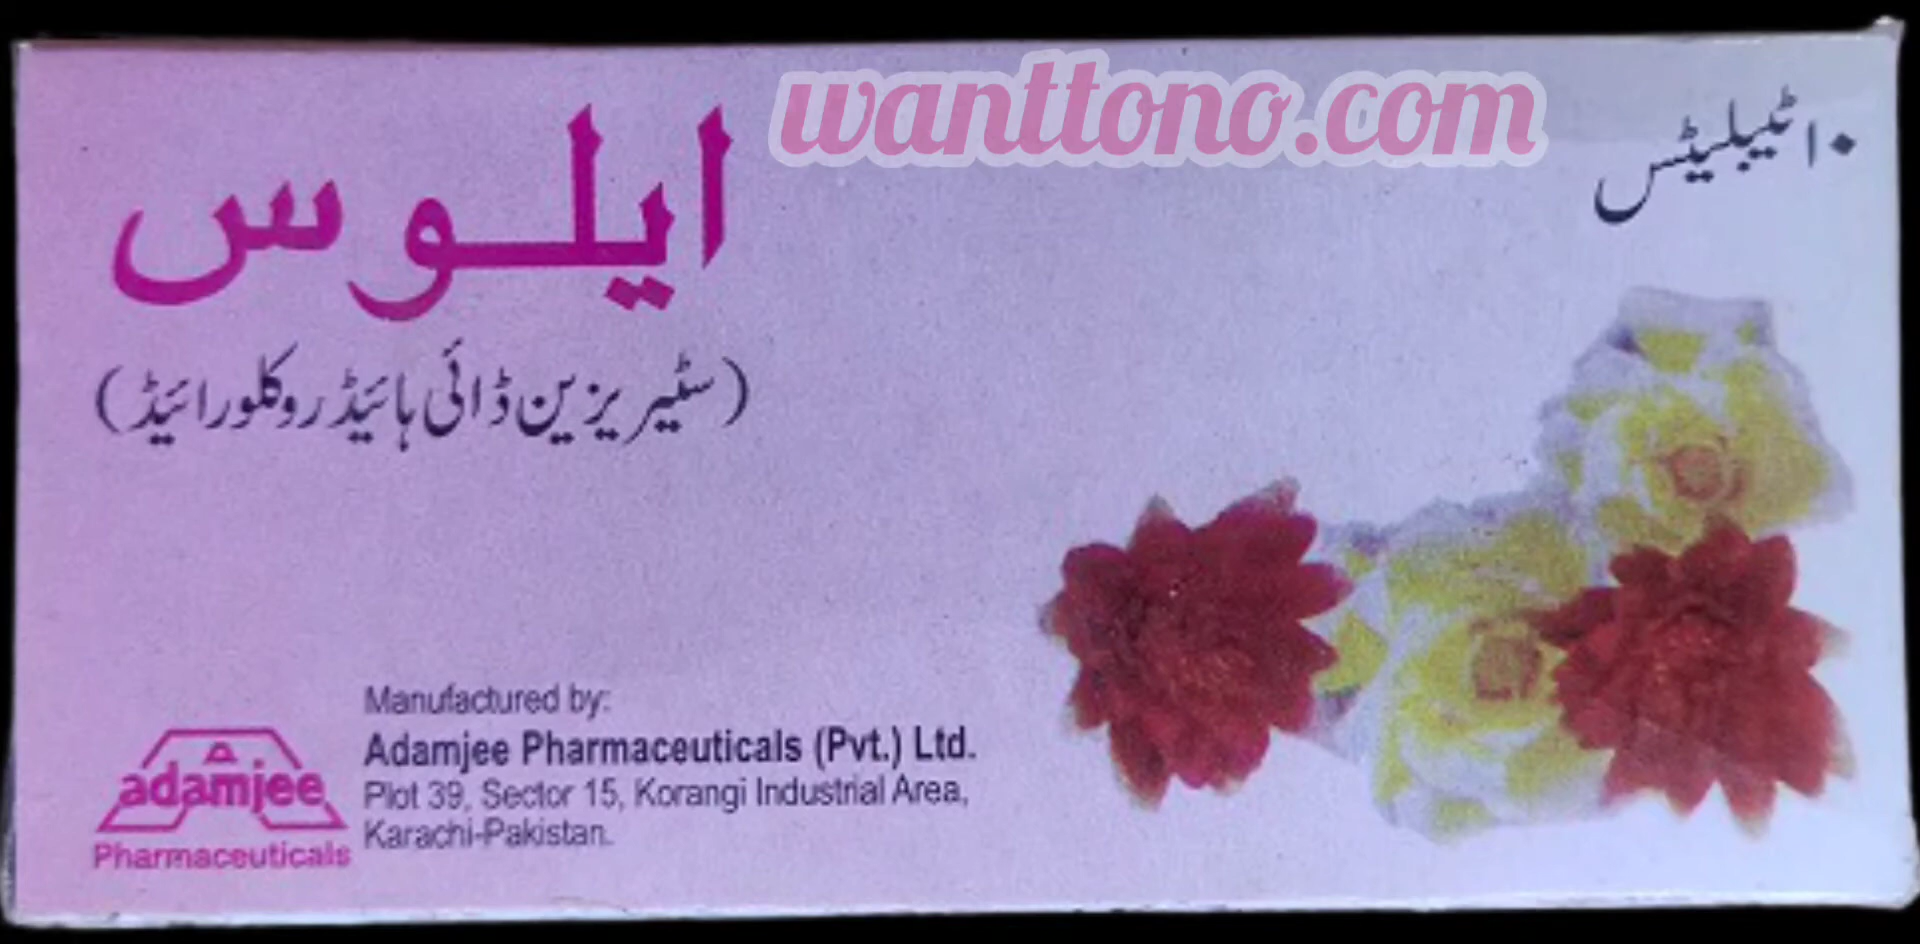 wanttono.com
ایلوس
۱۰ ٹیبلیٹس
(سٹیریزین ڈائی ہائیڈروکلورائیڈ)
Manufactured by:
Adamjee Pharmaceuticals (Pvt.) Ltd.
Plot 39, Sector 15, Korangi Industrial Area,
Karachi-Pakistan.
adamjee
Pharmaceuticals